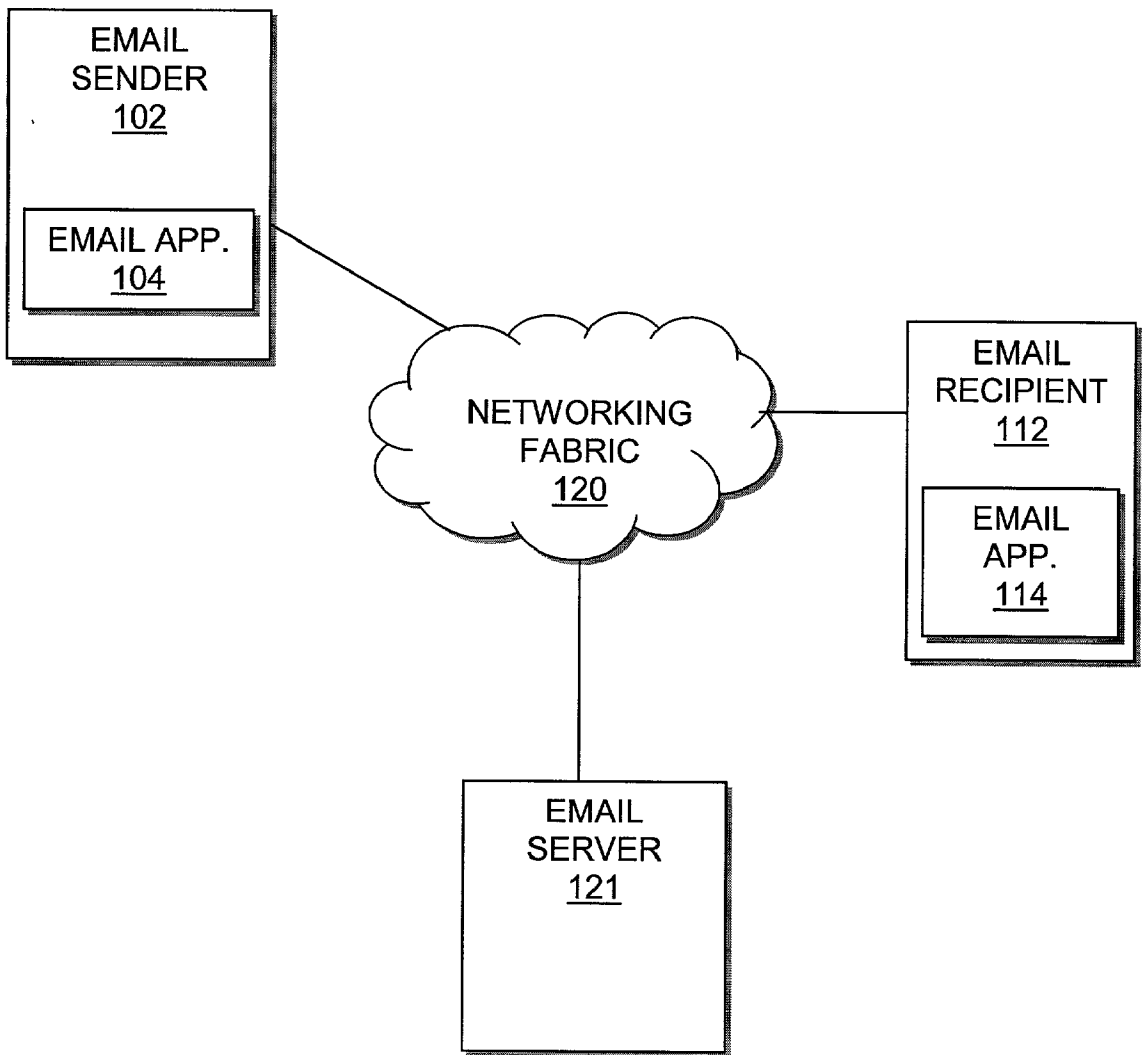 EMAIL
SENDER
102
EMAIL APP.
104
NETWORKING
FABRIC
120
EMAIL
RECIPIENT
112
EMAIL
APP.
114
EMAIL
SERVER
121